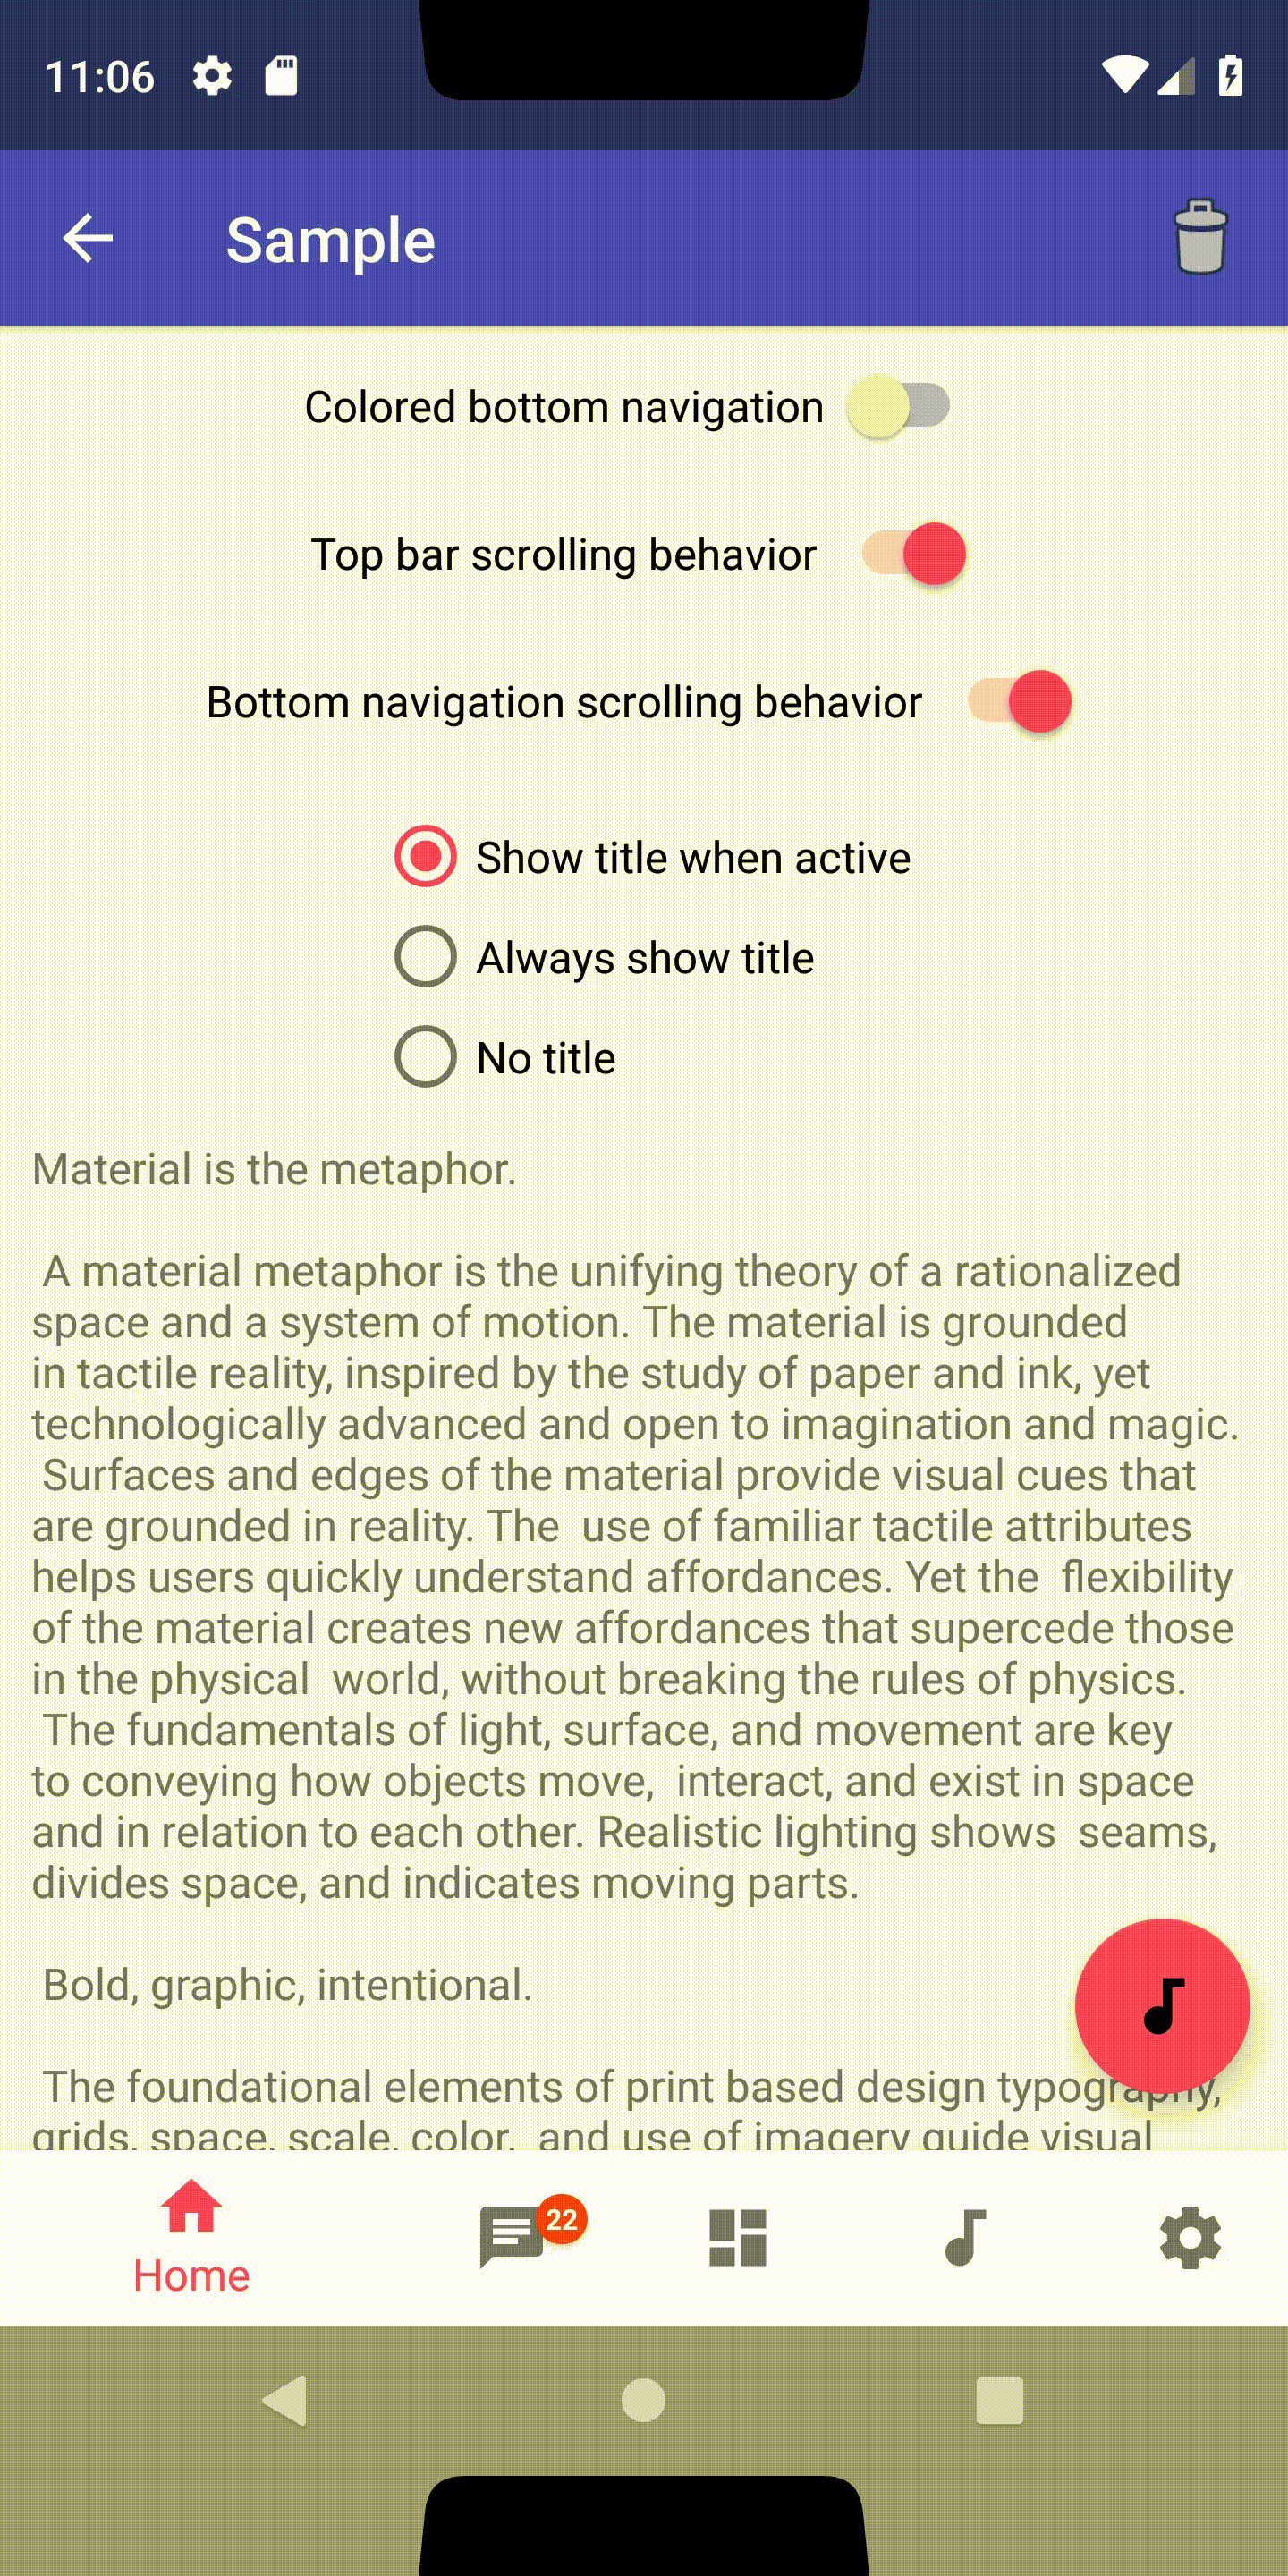 11:06
Sample
Colored bottom navigation
Top bar scrolling behavior
Bottom navigation scrolling behavior
Show title when active
Always show title
No title
Material is the metaphor.
A material metaphor is the unifying theory of a rationalized
space and a system of motion. The material is grounded
in tactile reality, inspired by the study of paper and ink, yet
technologically advanced and open to imagination and magic.
Surfaces and edges of the material provide visual cues that
are grounded in reality. The  use of familiar tactile attributes
helps users quickly understand affordances. Yet the  flexibility
of the material creates new affordances that supercede those
in the physical  world, without breaking the rules of physics.
The fundamentals of light, surface, and movement are key
to conveying how objects move,  interact, and exist in space
and in relation to each other. Realistic lighting shows  seams,
divides space, and indicates moving parts.
Bold, graphic, intentional.
The foundational elements of print based design typography,
grids, space, scale, color,  and use of imagery guide visual
22
Home